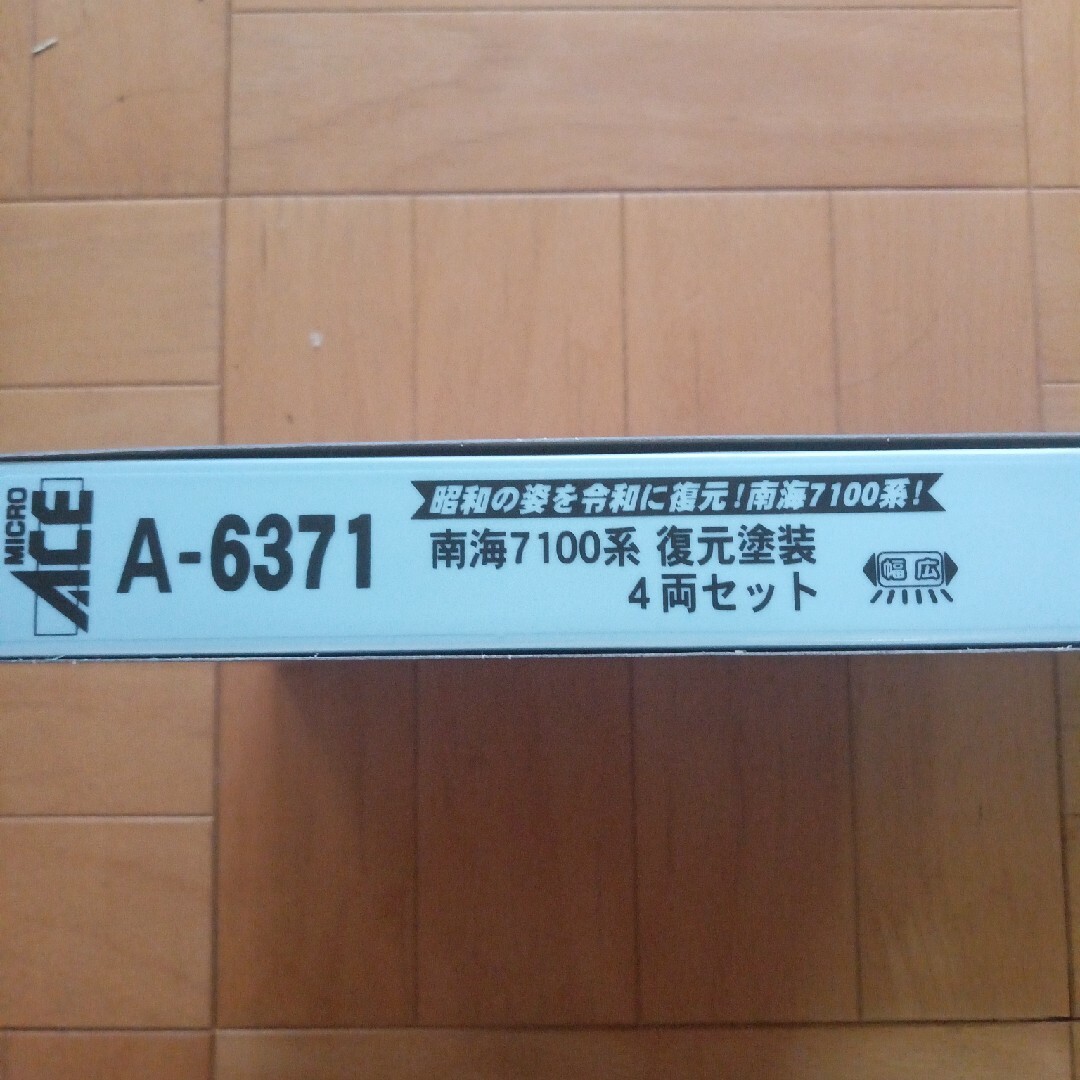 MICRO ACE
A-6371
昭和の姿を令和に復元!南海7100系!
南海7100系 復元塗装
4両セット
幅広